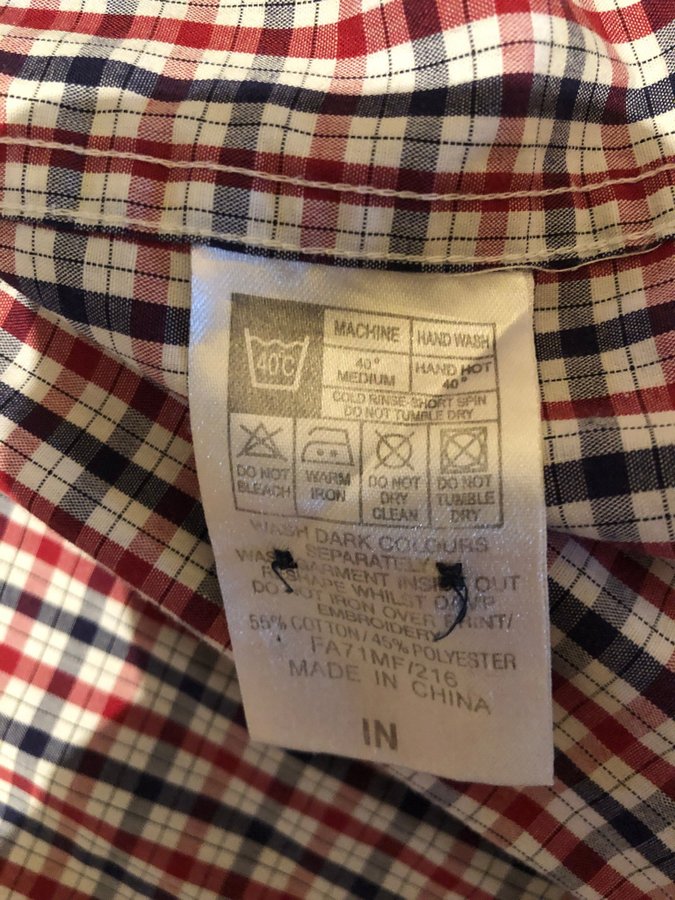 40°C
MACHINE
HAND WASH
40°
MEDIUM
HAND HOT
40°
COLD RINSE-SHORT SPIN
DO NOT TUMBLE DRY
DO NOT
BLEACH
WARM
IRON
DO NOT
DRY
CLEAN
DO NOT
TUMBLE
DRY
WASH DARK COLOURS
SEPARATELY
WASH GARMENT INSIDE OUT
RESHAPE WHILST DAMP
DO NOT IRON OVER PRINT/
EMBROIDERY
55% COTTON/45% POLYESTER
FA71MF/216
MADE IN CHINA
IN